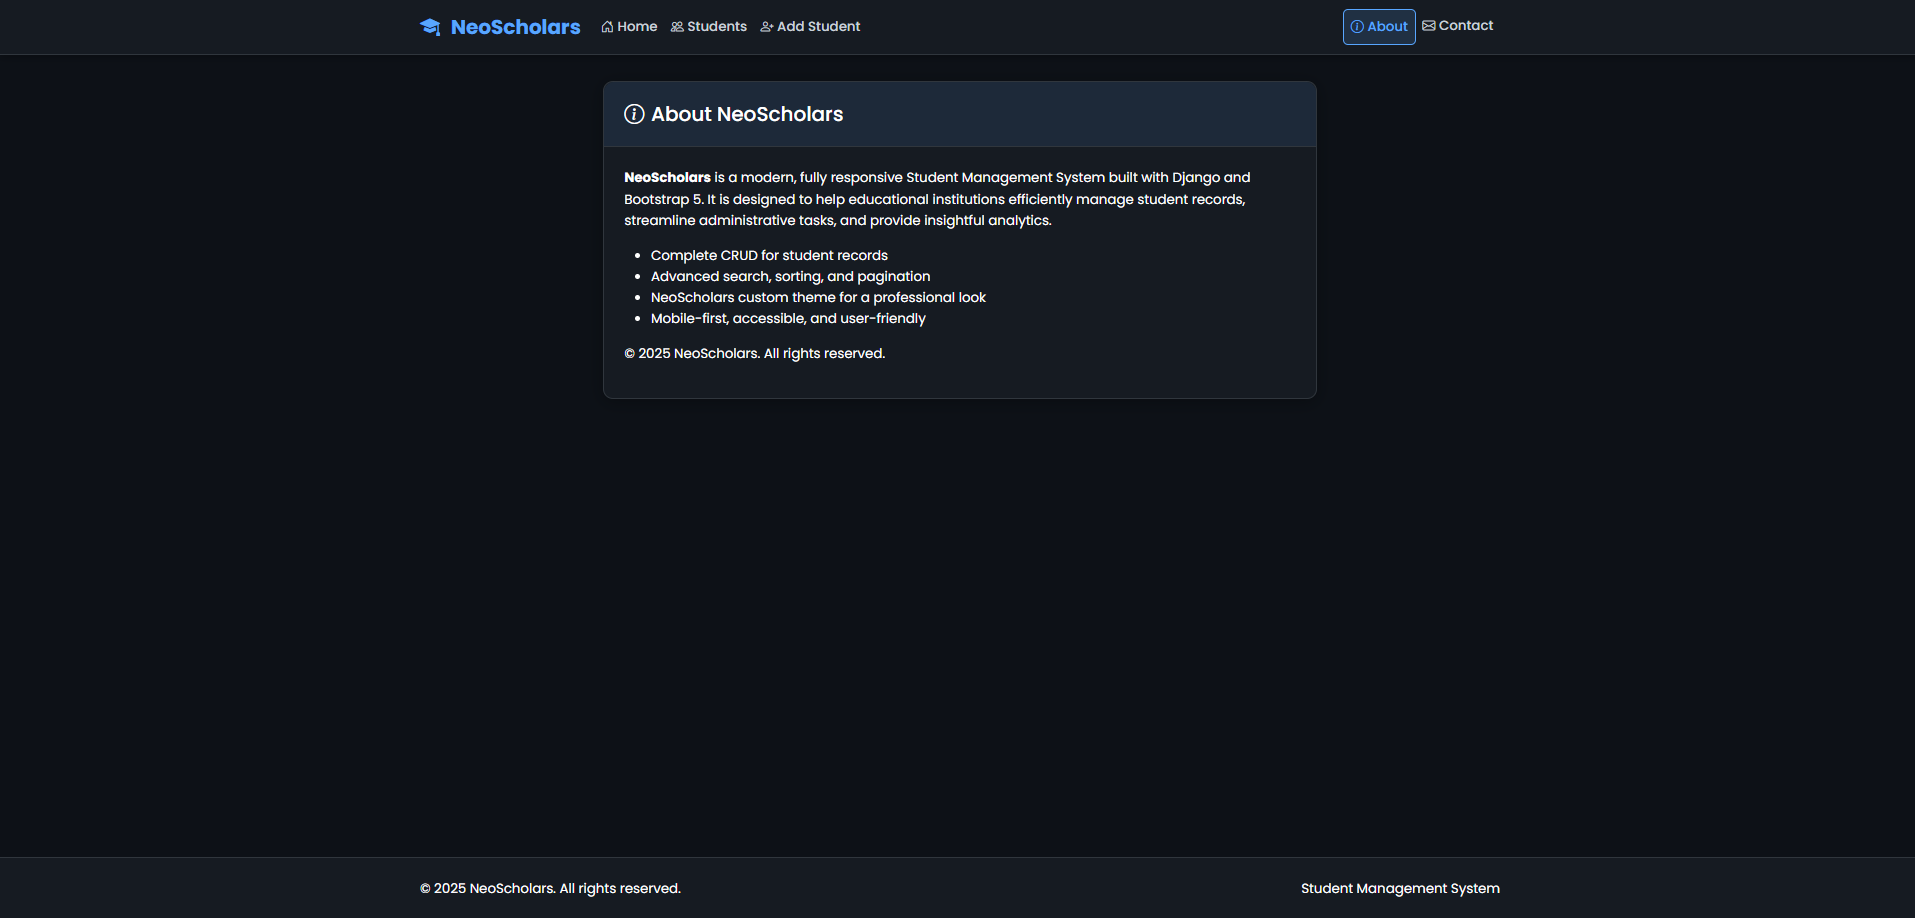 NeoScholars Home Students Add Student About Contact
About NeoScholars
NeoScholars is a modern, fully responsive Student Management System built with Django and
Bootstrap 5. It is designed to help educational institutions efficiently manage student records,
streamline administrative tasks, and provide insightful analytics.
Complete CRUD for student records
Advanced search, sorting, and pagination
NeoScholars custom theme for a professional look
Mobile-first, accessible, and user-friendly
© 2025 NeoScholars. All rights reserved.
© 2025 NeoScholars. All rights reserved. Student Management System